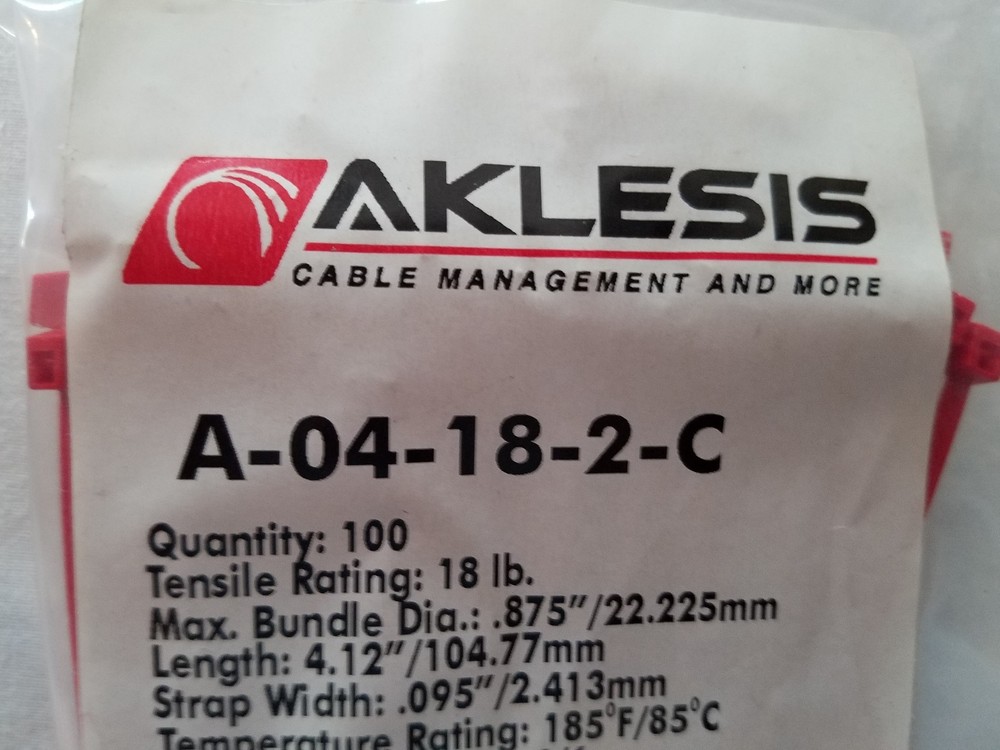 AKLESIS
CABLE MANAGEMENT AND MORE
A-04-18-2-C
Quantity: 100
Tensile Rating: 18 lb.
Max. Bundle Dia.: .875"/22.225mm
Length: 4.12"/104.77mm
Strap Width: .095"/2.413mm
Temperature Rating: 185°F/85°C